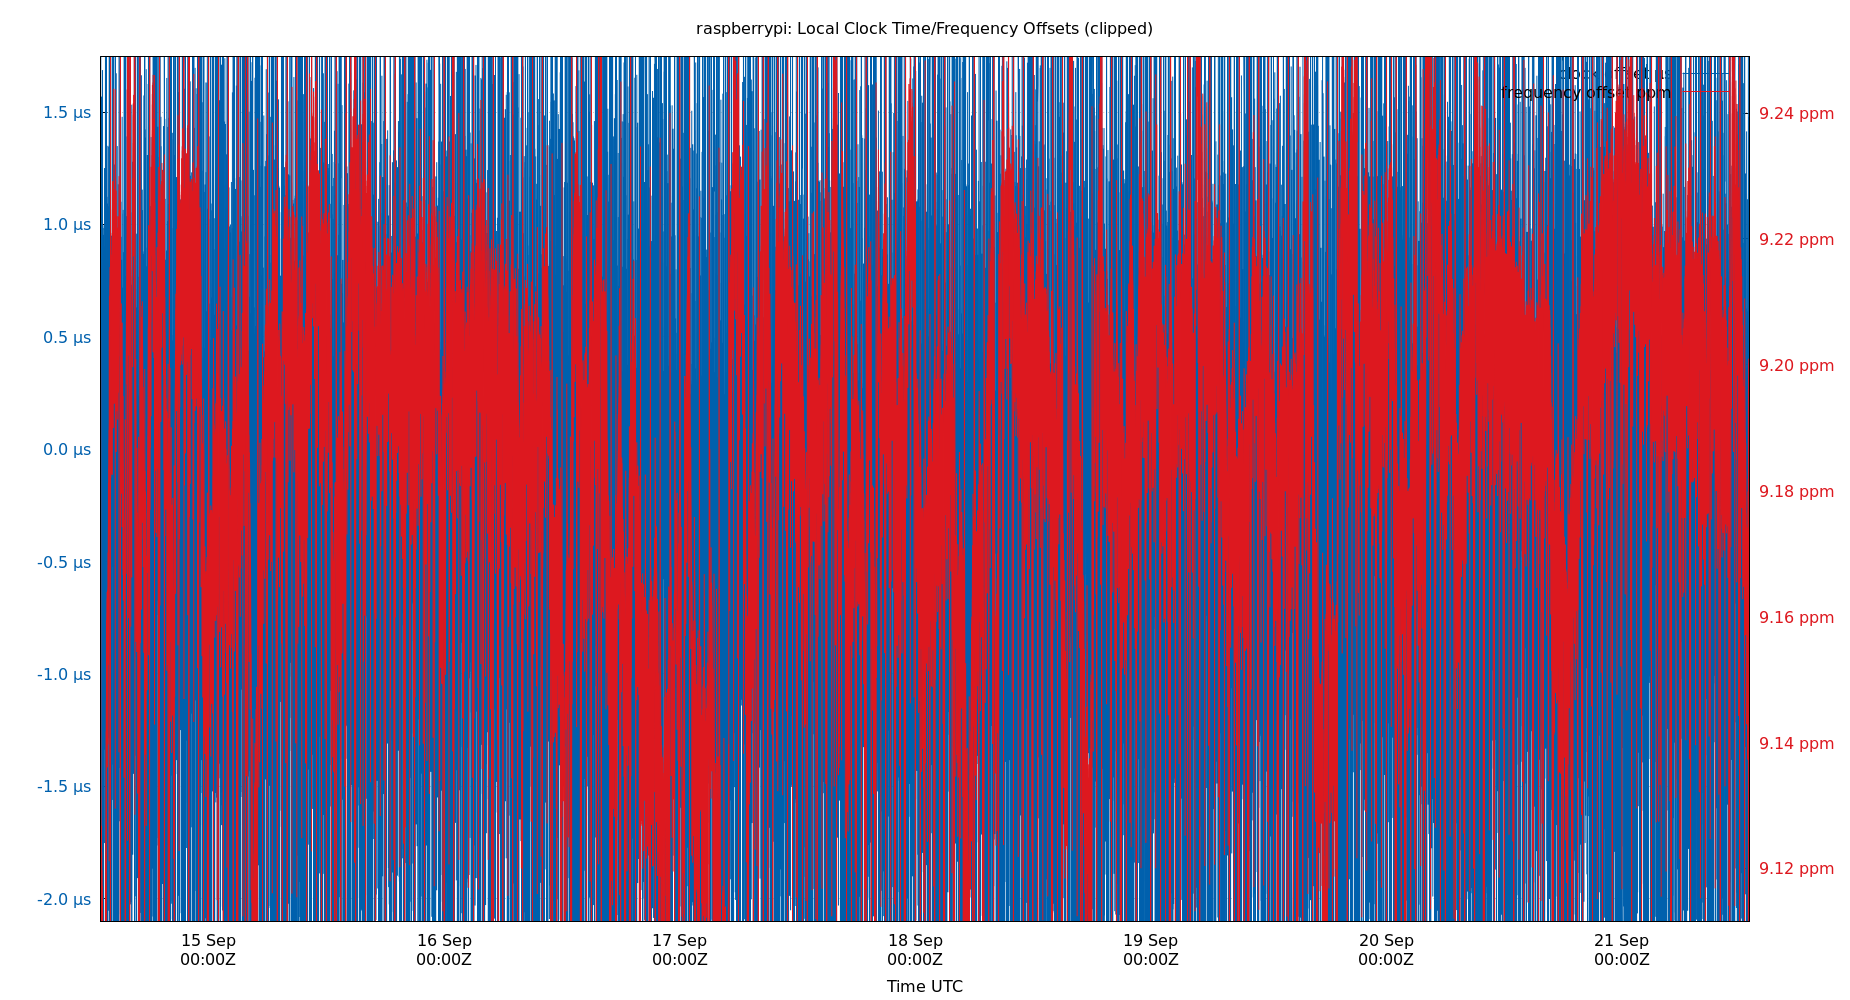 raspberrypi: Local Clock Time/Frequency Offsets (clipped)
clock offset µs
frequency offset ppm
1.5 µs
1.0 µs
0.5 µs
0.0 µs
-0.5 µs
-1.0 µs
-1.5 µs
-2.0 µs
9.24 ppm
9.22 ppm
9.20 ppm
9.18 ppm
9.16 ppm
9.14 ppm
9.12 ppm
15 Sep 16 Sep 17 Sep 18 Sep 19 Sep 20 Sep 21 Sep
00:00Z 00:00Z 00:00Z 00:00Z 00:00Z 00:00Z 00:00Z
Time UTC